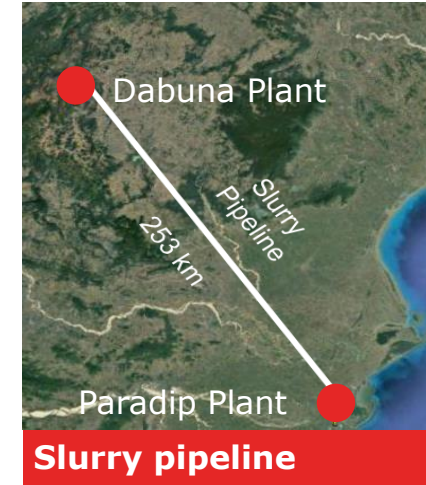 Dabuna Plant
Slurry
Pipeline
253 km
Paradip Plant
Slurry pipeline